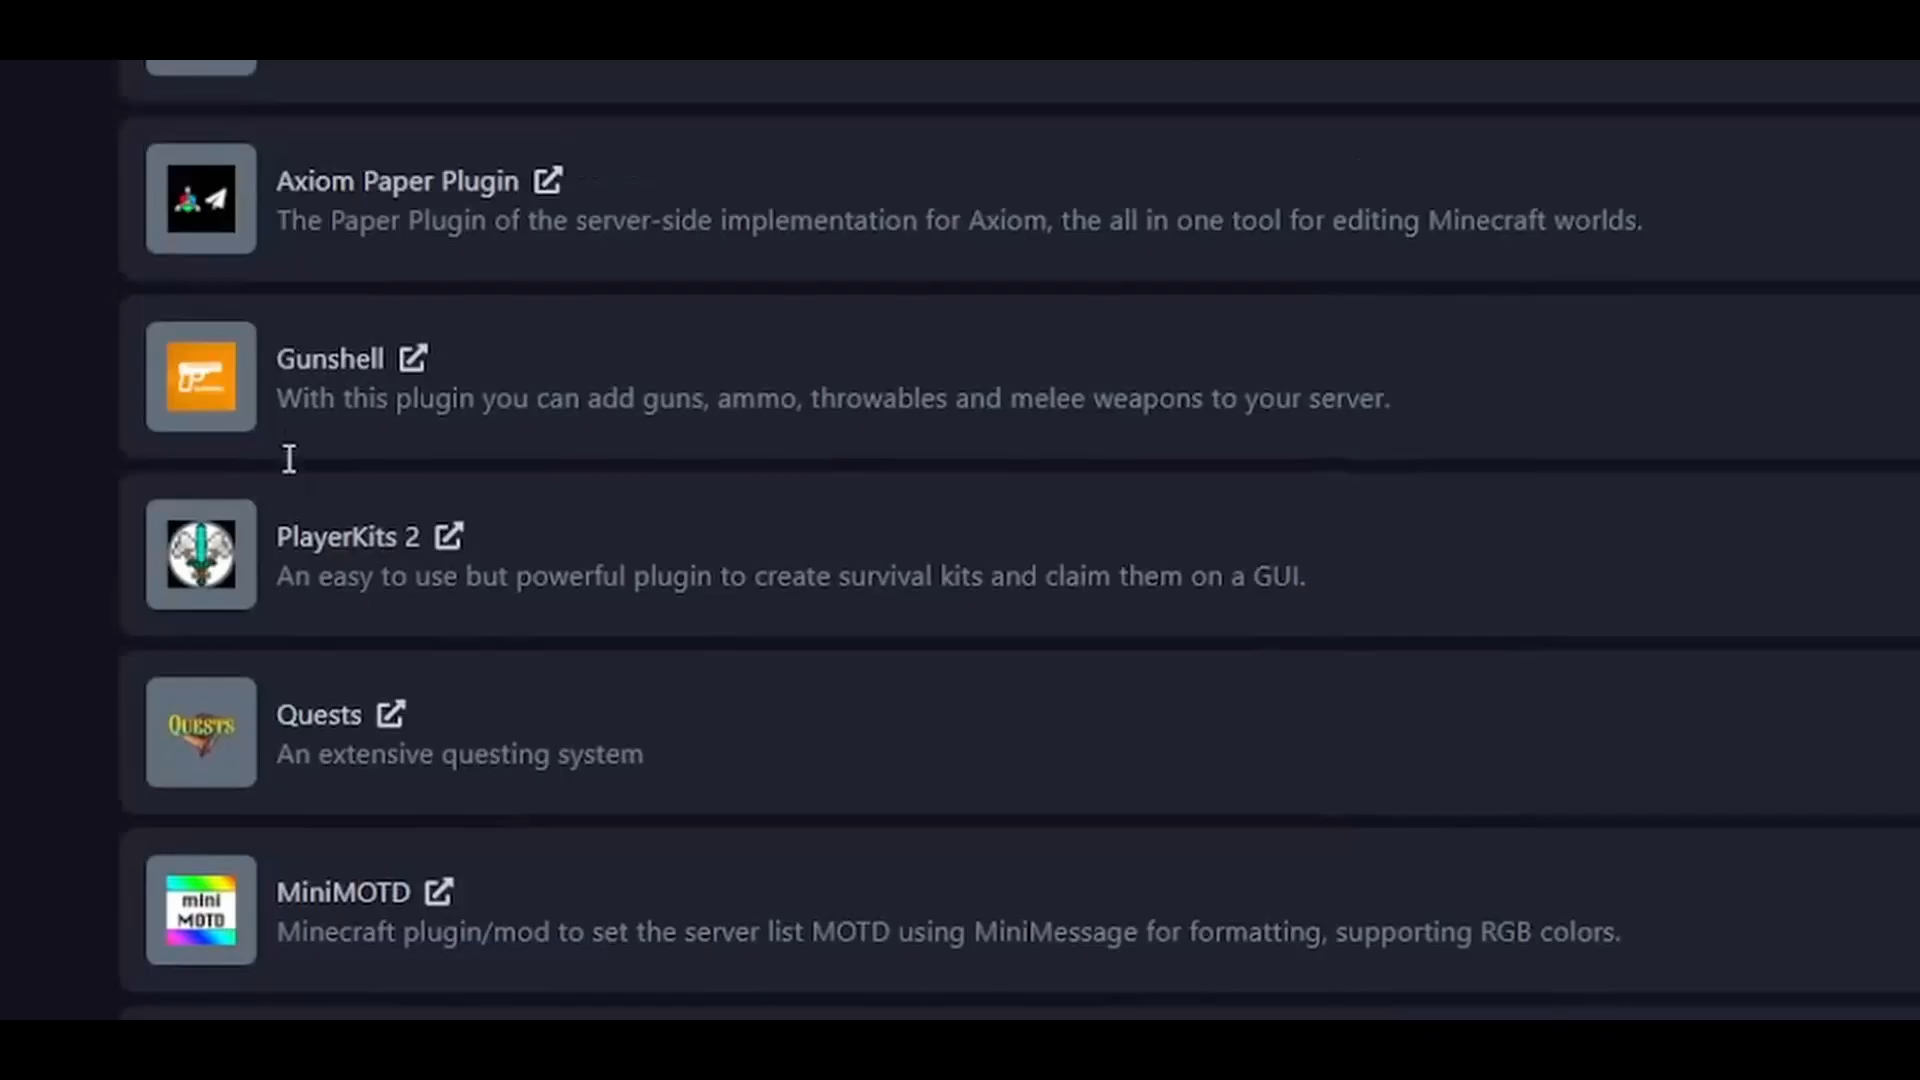 Axiom Paper Plugin
The Paper Plugin of the server-side implementation for Axiom, the all in one tool for editing Minecraft worlds.
Gunshell
With this plugin you can add guns, ammo, throwables and melee weapons to your server.
PlayerKits 2
An easy to use but powerful plugin to create survival kits and claim them on a GUI.
QUESTS
Quests
An extensive questing system
mini
MOTD
MiniMOTD
Minecraft plugin/mod to set the server list MOTD using MiniMessage for formatting, supporting RGB colors.